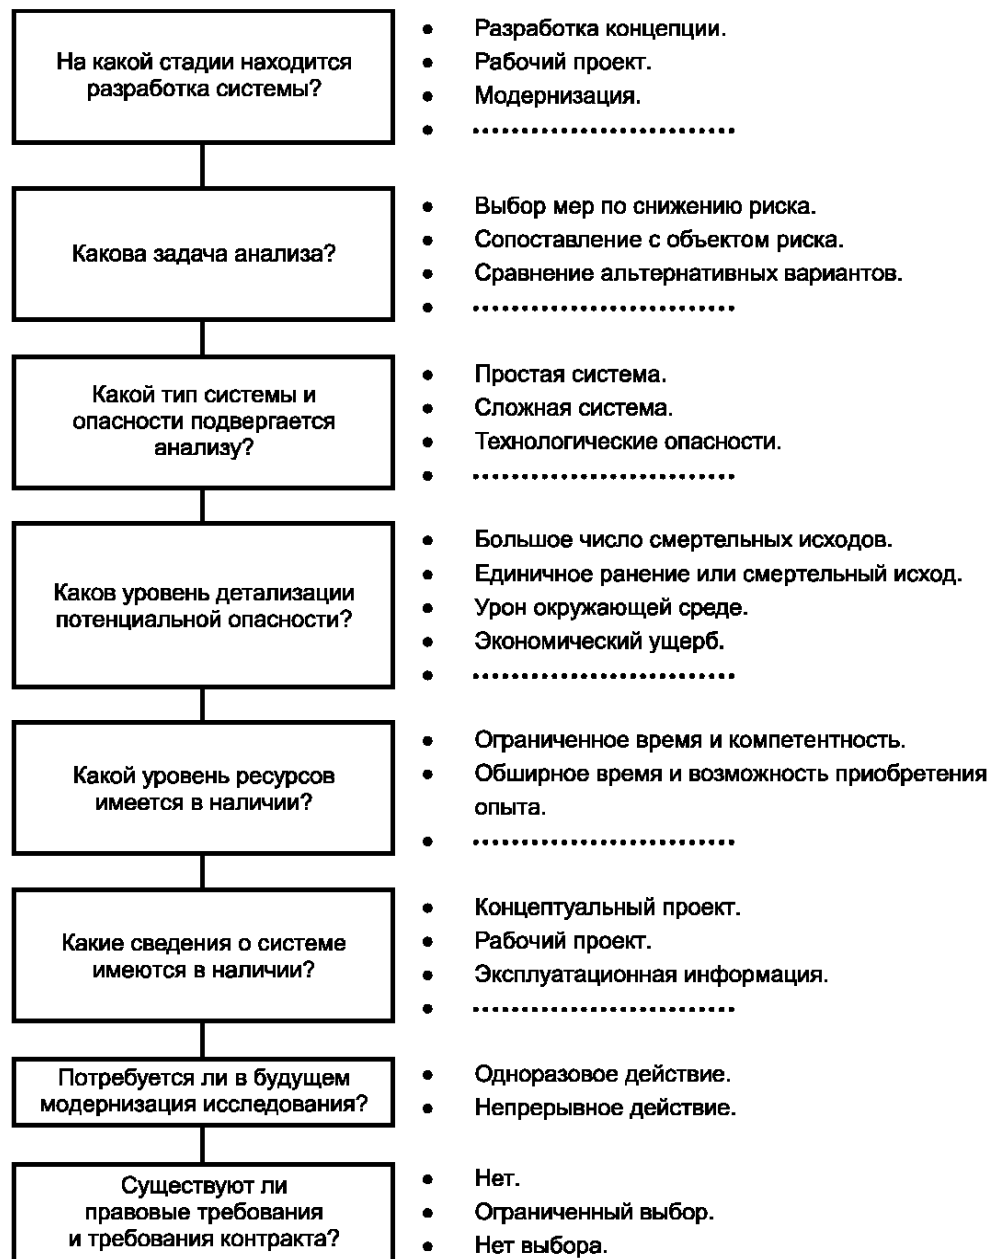 На какой стадии находится
разработка системы?
• Разработка концепции.
• Рабочий проект.
• Модернизация.
• ...........................
Какова задача анализа?
• Выбор мер по снижению риска.
• Сопоставление с объектом риска.
• Сравнение альтернативных вариантов.
• ...........................
Какой тип системы и
опасности подвергается
анализу?
• Простая система.
• Сложная система.
• Технологические опасности.
• ...........................
Каков уровень детализации
потенциальной опасности?
• Большое число смертельных исходов.
• Единичное ранение или смертельный исход.
• Урон окружающей среде.
• Экономический ущерб.
• ...........................
Какой уровень ресурсов
имеется в наличии?
• Ограниченное время и компетентность.
• Обширное время и возможность приобретения
опыта.
• ...........................
Какие сведения о системе
имеются в наличии?
• Концептуальный проект.
• Рабочий проект.
• Эксплуатационная информация.
• ...........................
Потребуется ли в будущем
модернизация исследования?
• Одноразовое действие.
• Непрерывное действие.
Существуют ли
правовые требования
и требования контракта?
• Нет.
• Ограниченный выбор.
• Нет выбора.